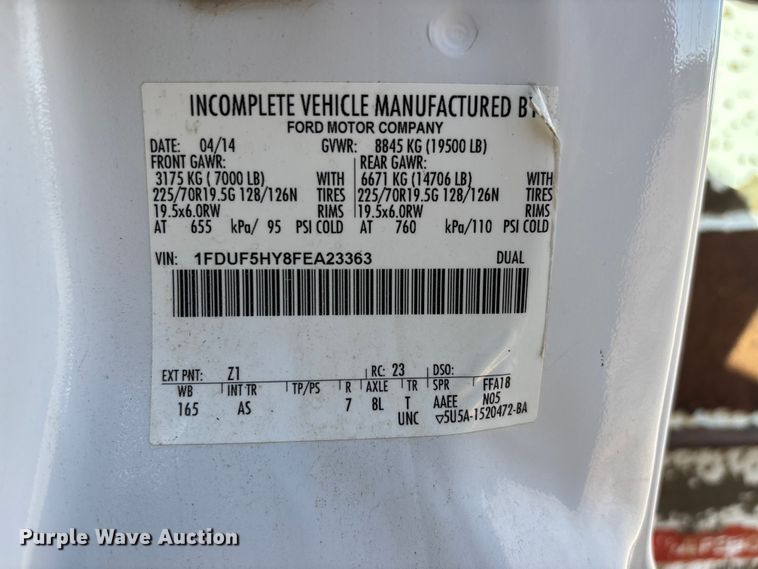 INCOMPLETE VEHICLE MANUFACTURED BY
FORD MOTOR COMPANY
DATE: 04/14 GVWR: 8845 KG (19500 LB)
FRONT GAWR: REAR GAWR:
3175 KG ( 7000 LB) WITH 6671 KG (14706 LB) WITH
225/70R19.5G 128/126N TIRES 225/70R19.5G 128/126N TIRES
19.5x6.0RW RIMS 19.5x6.0RW RIMS
AT 655 kPa/ 95 PSI COLD AT 760 kPa/110 PSI COLD
VIN: 1FDUF5HY8FEA23363 DUAL
EXT PNT: Z1 RC: 23 DSO:
WB INT TR TP/PS R AXLE TR SPR FFA18
165 AS 7 8L T AAEE N05
UNC ▽5U5A-1520472-BA
Purple Wave Auction